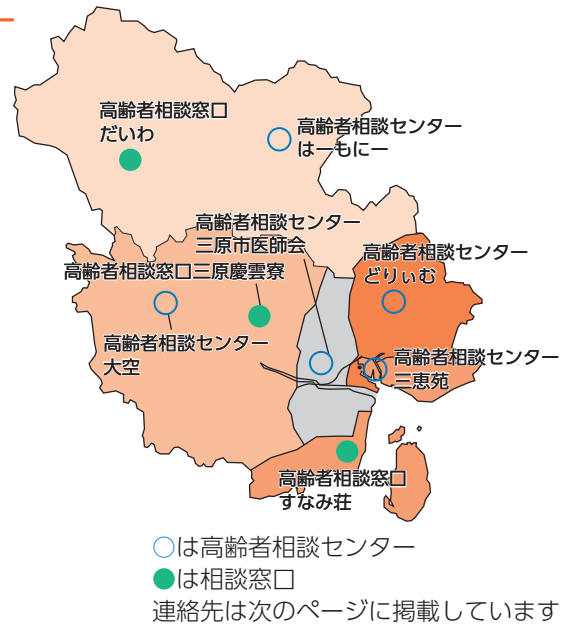 高齢者相談窓口
だいわ
高齢者相談センター
はーもにー
高齢者相談センター
三原市医師会
高齢者相談センター
どりぃむ
高齢者相談窓口三原慶雲寮
高齢者相談センター
大空
高齢者相談センター
三恵苑
高齢者相談窓口
すなみ荘
○は高齢者相談センター
●は相談窓口
連絡先は次のページに掲載しています